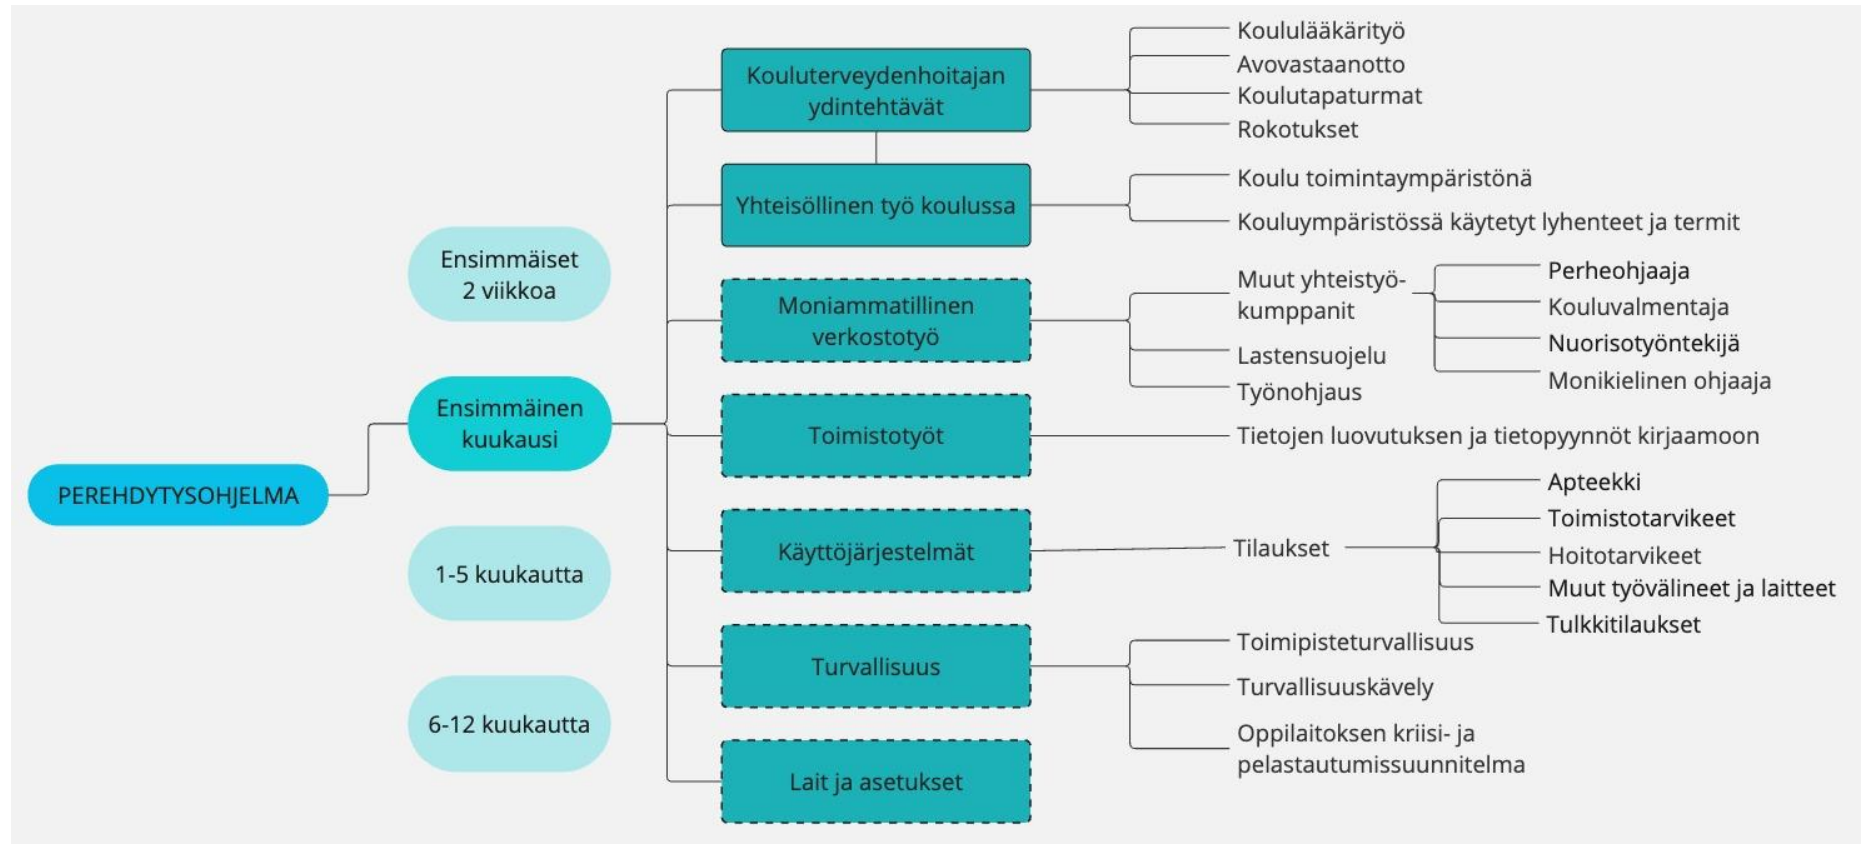 PEREHDYTYSOHJELMA
Ensimmäiset
2 viikkoa
Ensimmäinen
kuukausi
1-5 kuukautta
6-12 kuukautta
Kouluterveydenhoitajan
ydintehtävät
Koululääkärityö
Avovastaanotto
Koulutapaturmat
Rokotukset
Yhteisöllinen työ koulussa
Koulu toimintaympäristönä
Kouluympäristössä käytetyt lyhenteet ja termit
Moniammatillinen
verkostotyö
Muut yhteistyö-
kumppanit
Perheohjaaja
Kouluvalmentaja
Nuorisotyöntekijä
Monikielinen ohjaaja
Lastensuojelu
Työnohjaus
Toimistotyöt
Tietojen luovutuksen ja tietopyynnöt kirjaamoon
Käyttöjärjestelmät
Tilaukset
Apteekki
Toimistotarvikeet
Hoitotarvikeet
Muut työvälineet ja laitteet
Tulkkitilaukset
Turvallisuus
Toimipisteturvallisuus
Turvallisuuskävely
Oppilaitoksen kriisi- ja
pelastautumissuunnitelma
Lait ja asetukset